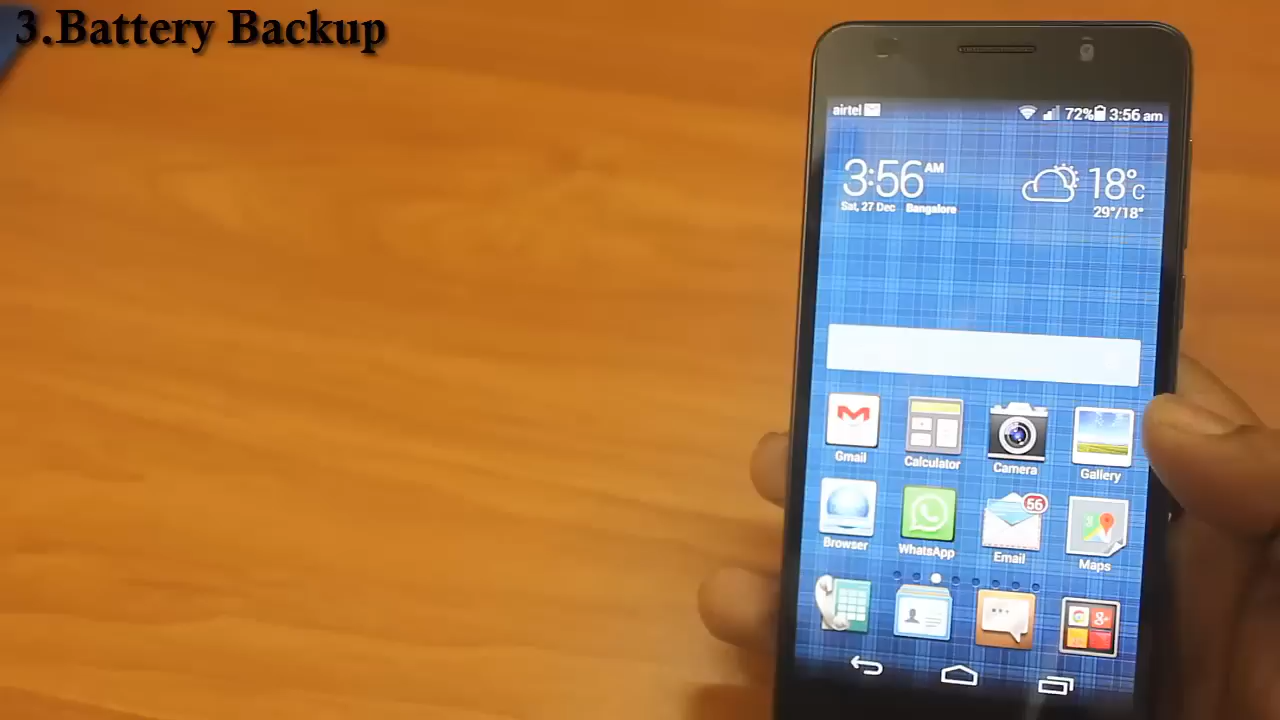 3.Battery Backup
airtel 72% 3:56 am
3:56 AM 18°C
Sat, 27 Dec Bangalore 29°/18°
Gmail Calculator Camera Gallery
56
Browser WhatsApp Email Maps